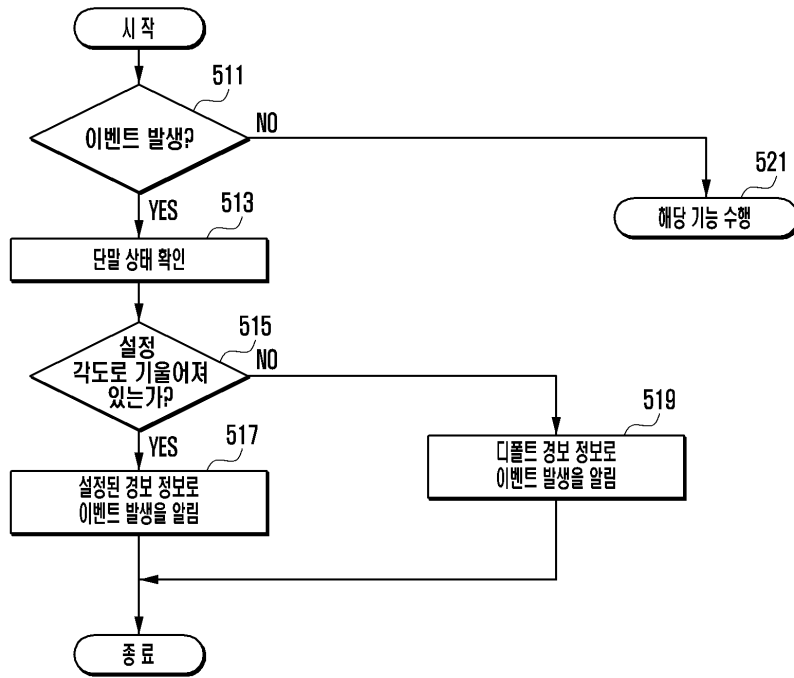 시 작
511
이벤트 발생?
NO
521
해당 기능 수행
YES
513
단말 상태 확인
515
설정
각도로 기울어져
있는가?
NO
YES
517
설정된 경보 정보로
이벤트 발생을 알림
519
디폴트 경보 정보로
이벤트 발생을 알림
종 료